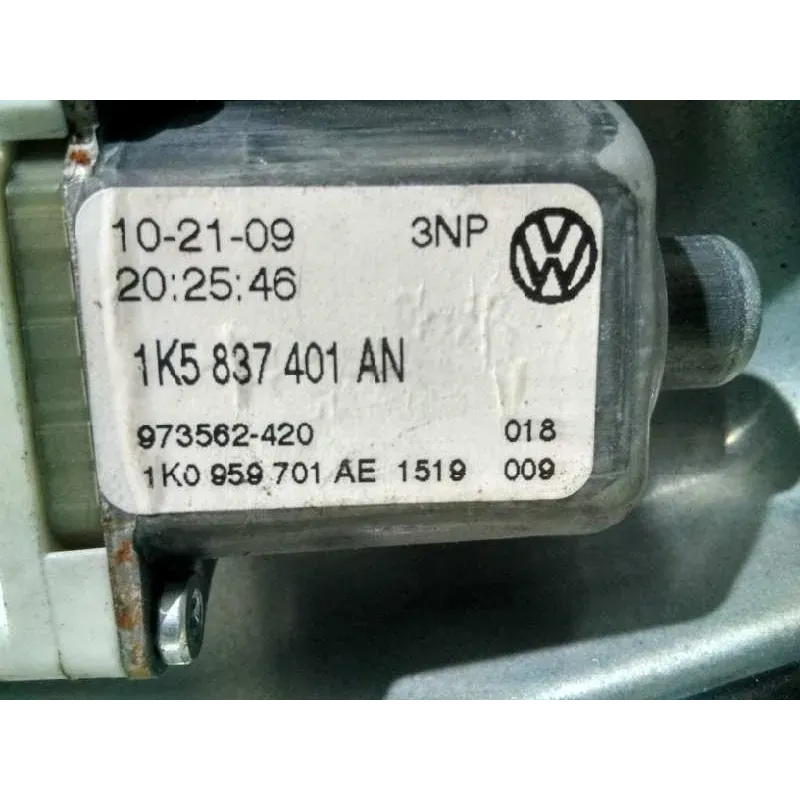 10-21-09 3NP
20:25:46
1K5 837 401 AN
973562-420 018
1K0 959 701 AE 1519 009